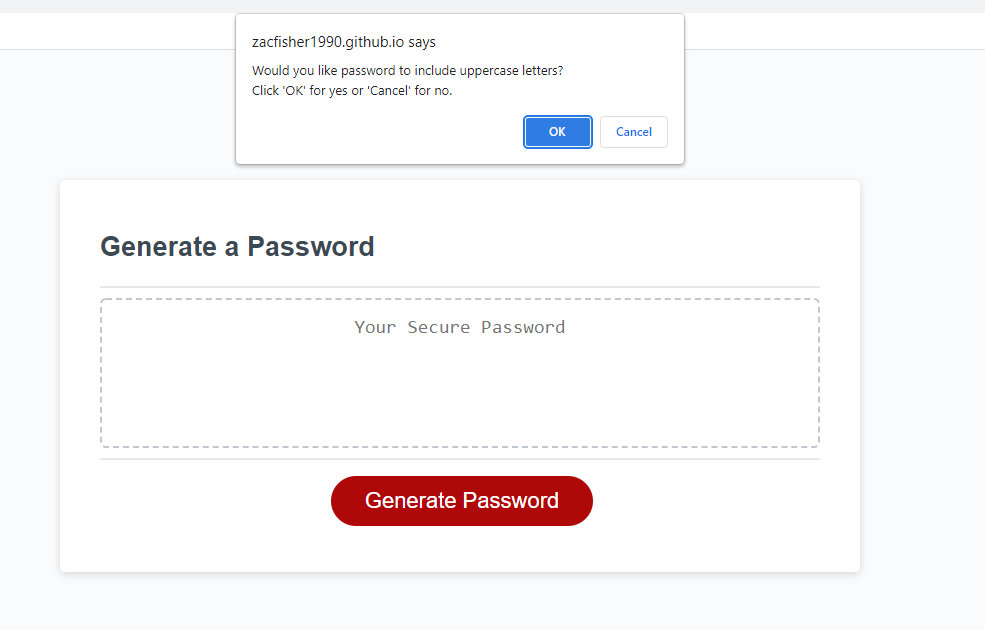 zacfisher1990.github.io says
Would you like password to include uppercase letters?
Click 'OK' for yes or 'Cancel' for no.
OK
Cancel
Generate a Password
Your Secure Password
Generate Password